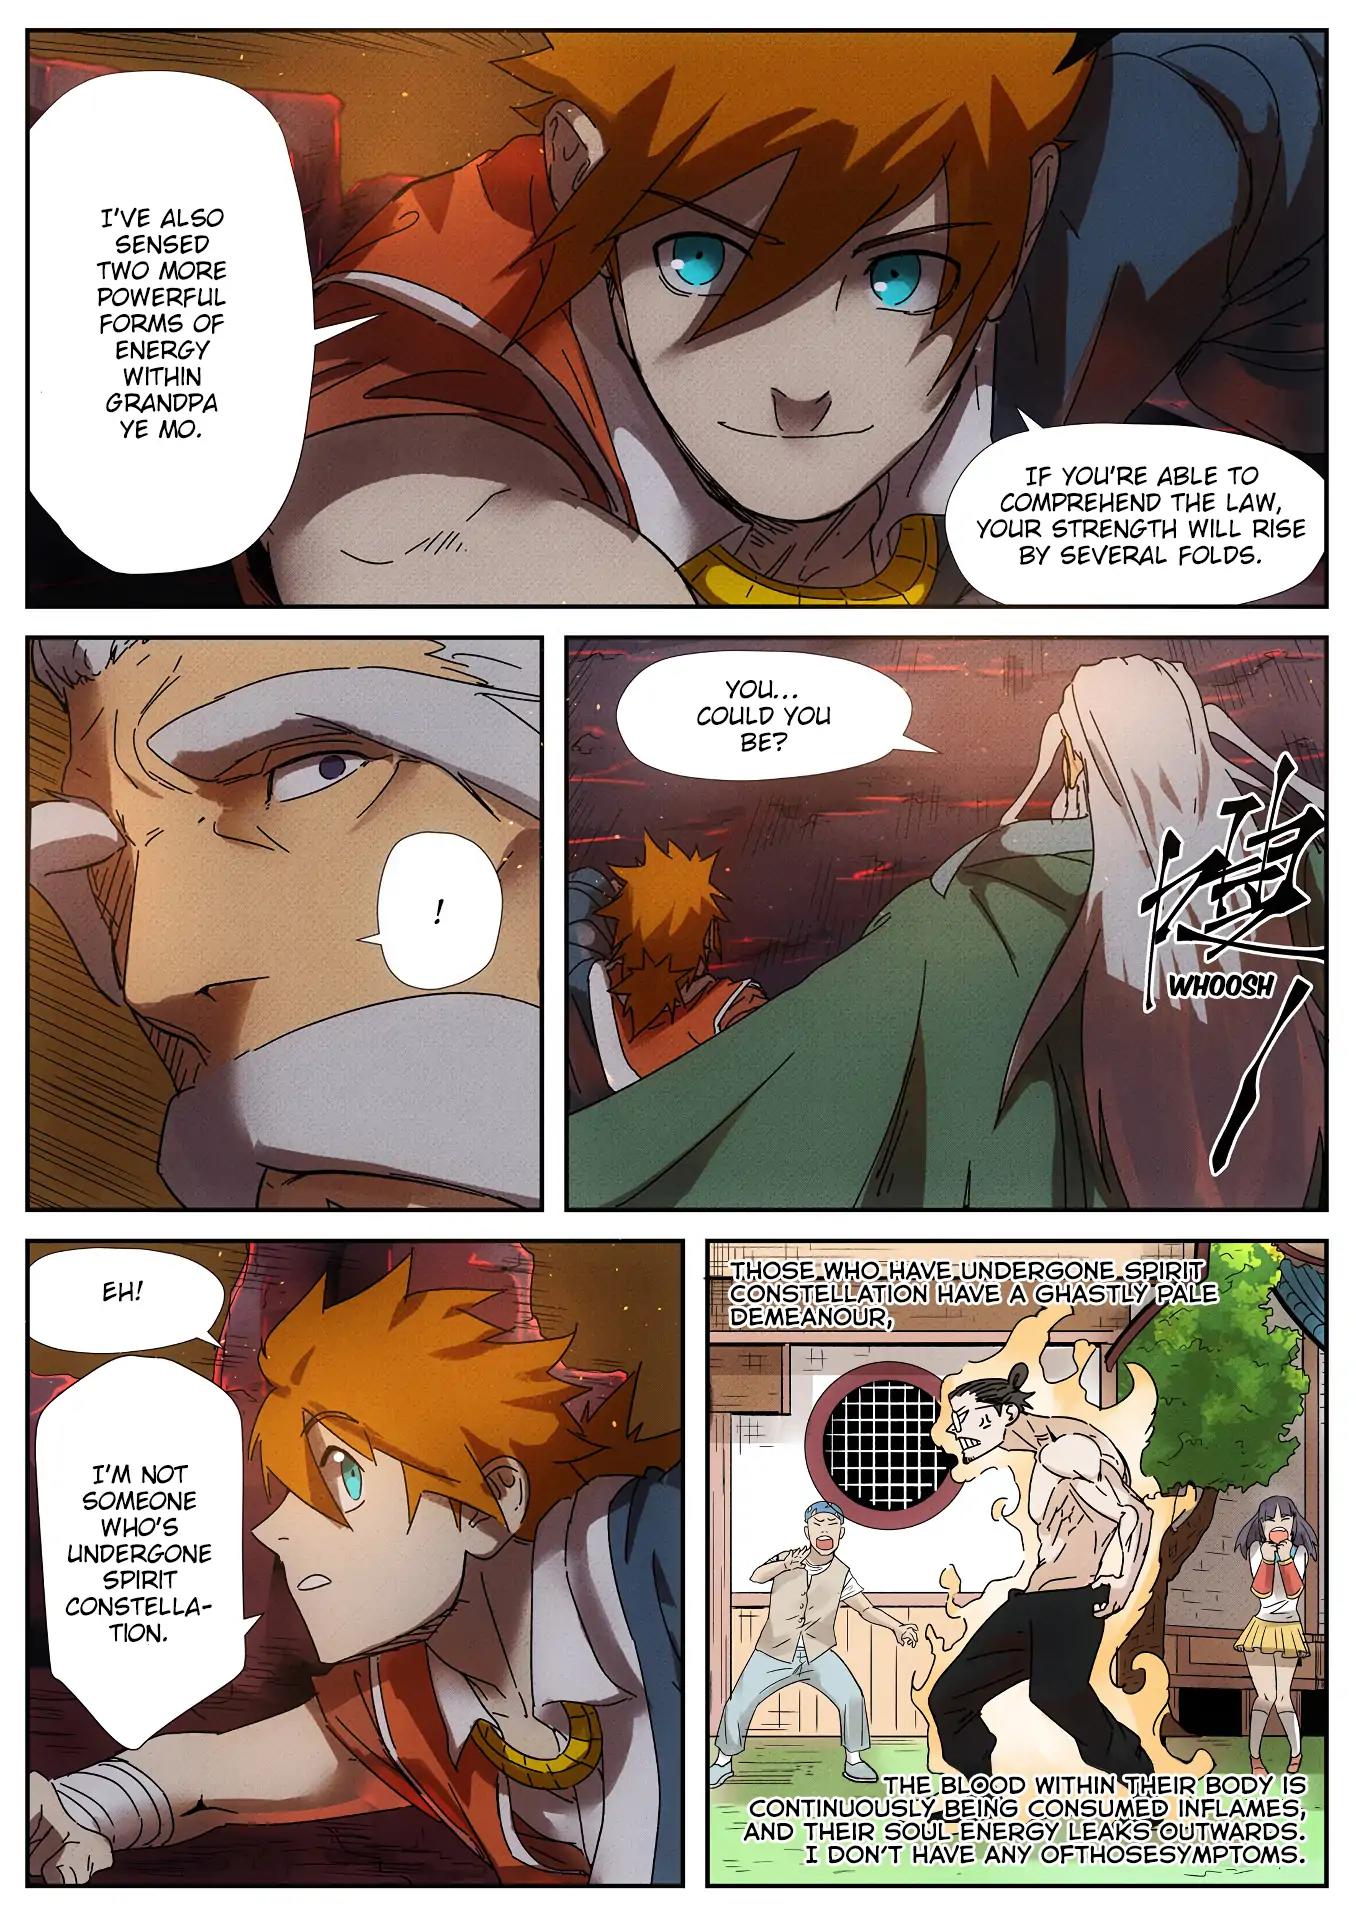 I'VE ALSO
SENSED
TWO MORE
POWERFUL
FORMS OF
ENERGY
WITHIN
GRANDPA
YE MO.
IF YOU'RE ABLE TO
COMPREHEND THE LAW,
YOUR STRENGTH WILL RISE
BY SEVERAL FOLDS.
!
YOU...
COULD YOU
BE?
WHOOSH
EH!
I'M NOT
SOMEONE
WHO'S
UNDERGONE
SPIRIT
CONSTELLA-
TION.
THOSE WHO HAVE UNDERGONE SPIRIT
CONSTELLATION HAVE A GHASTLY PALE
DEMEANOUR,
THE BLOOD WITHIN THEIR BODY IS
CONTINUOUSLY BEING CONSUMED INFLAMES,
AND THEIR SOUL ENERGY LEAKS OUTWARDS.
I DON'T HAVE ANY OFTHOSESYMPTOMS.